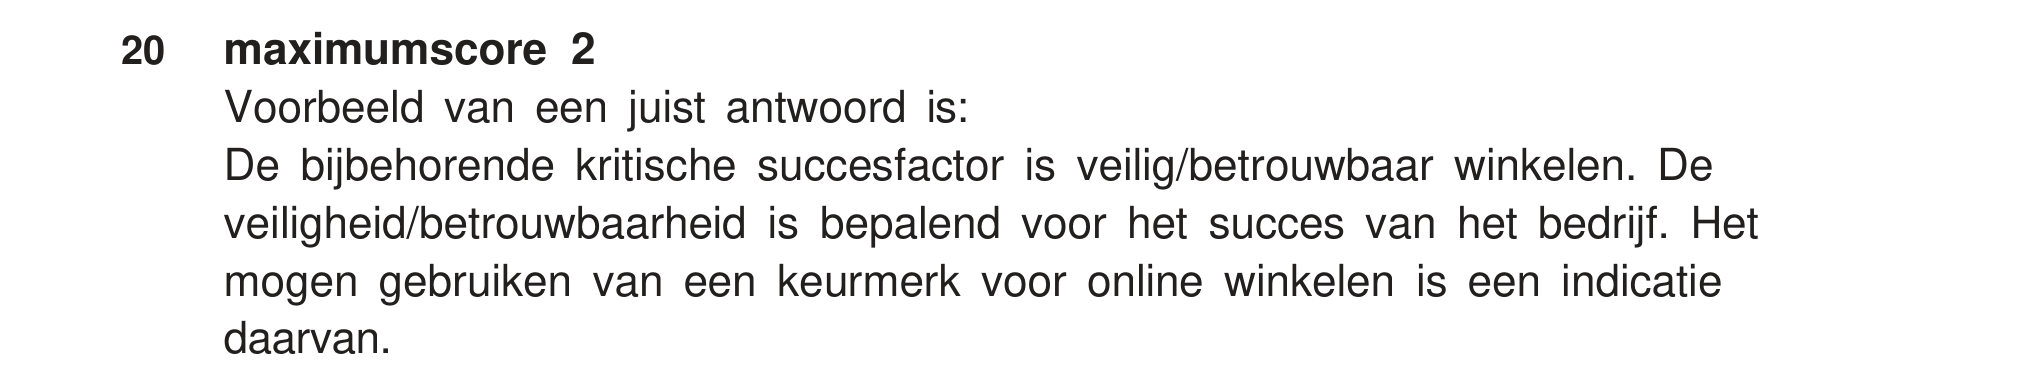 20 maximumscore 2
Voorbeeld van een juist antwoord is:
De bijbehorende kritische succesfactor is veilig/betrouwbaar winkelen. De
veiligheid/betrouwbaarheid is bepalend voor het succes van het bedrijf. Het
mogen gebruiken van een keurmerk voor online winkelen is een indicatie
daarvan.